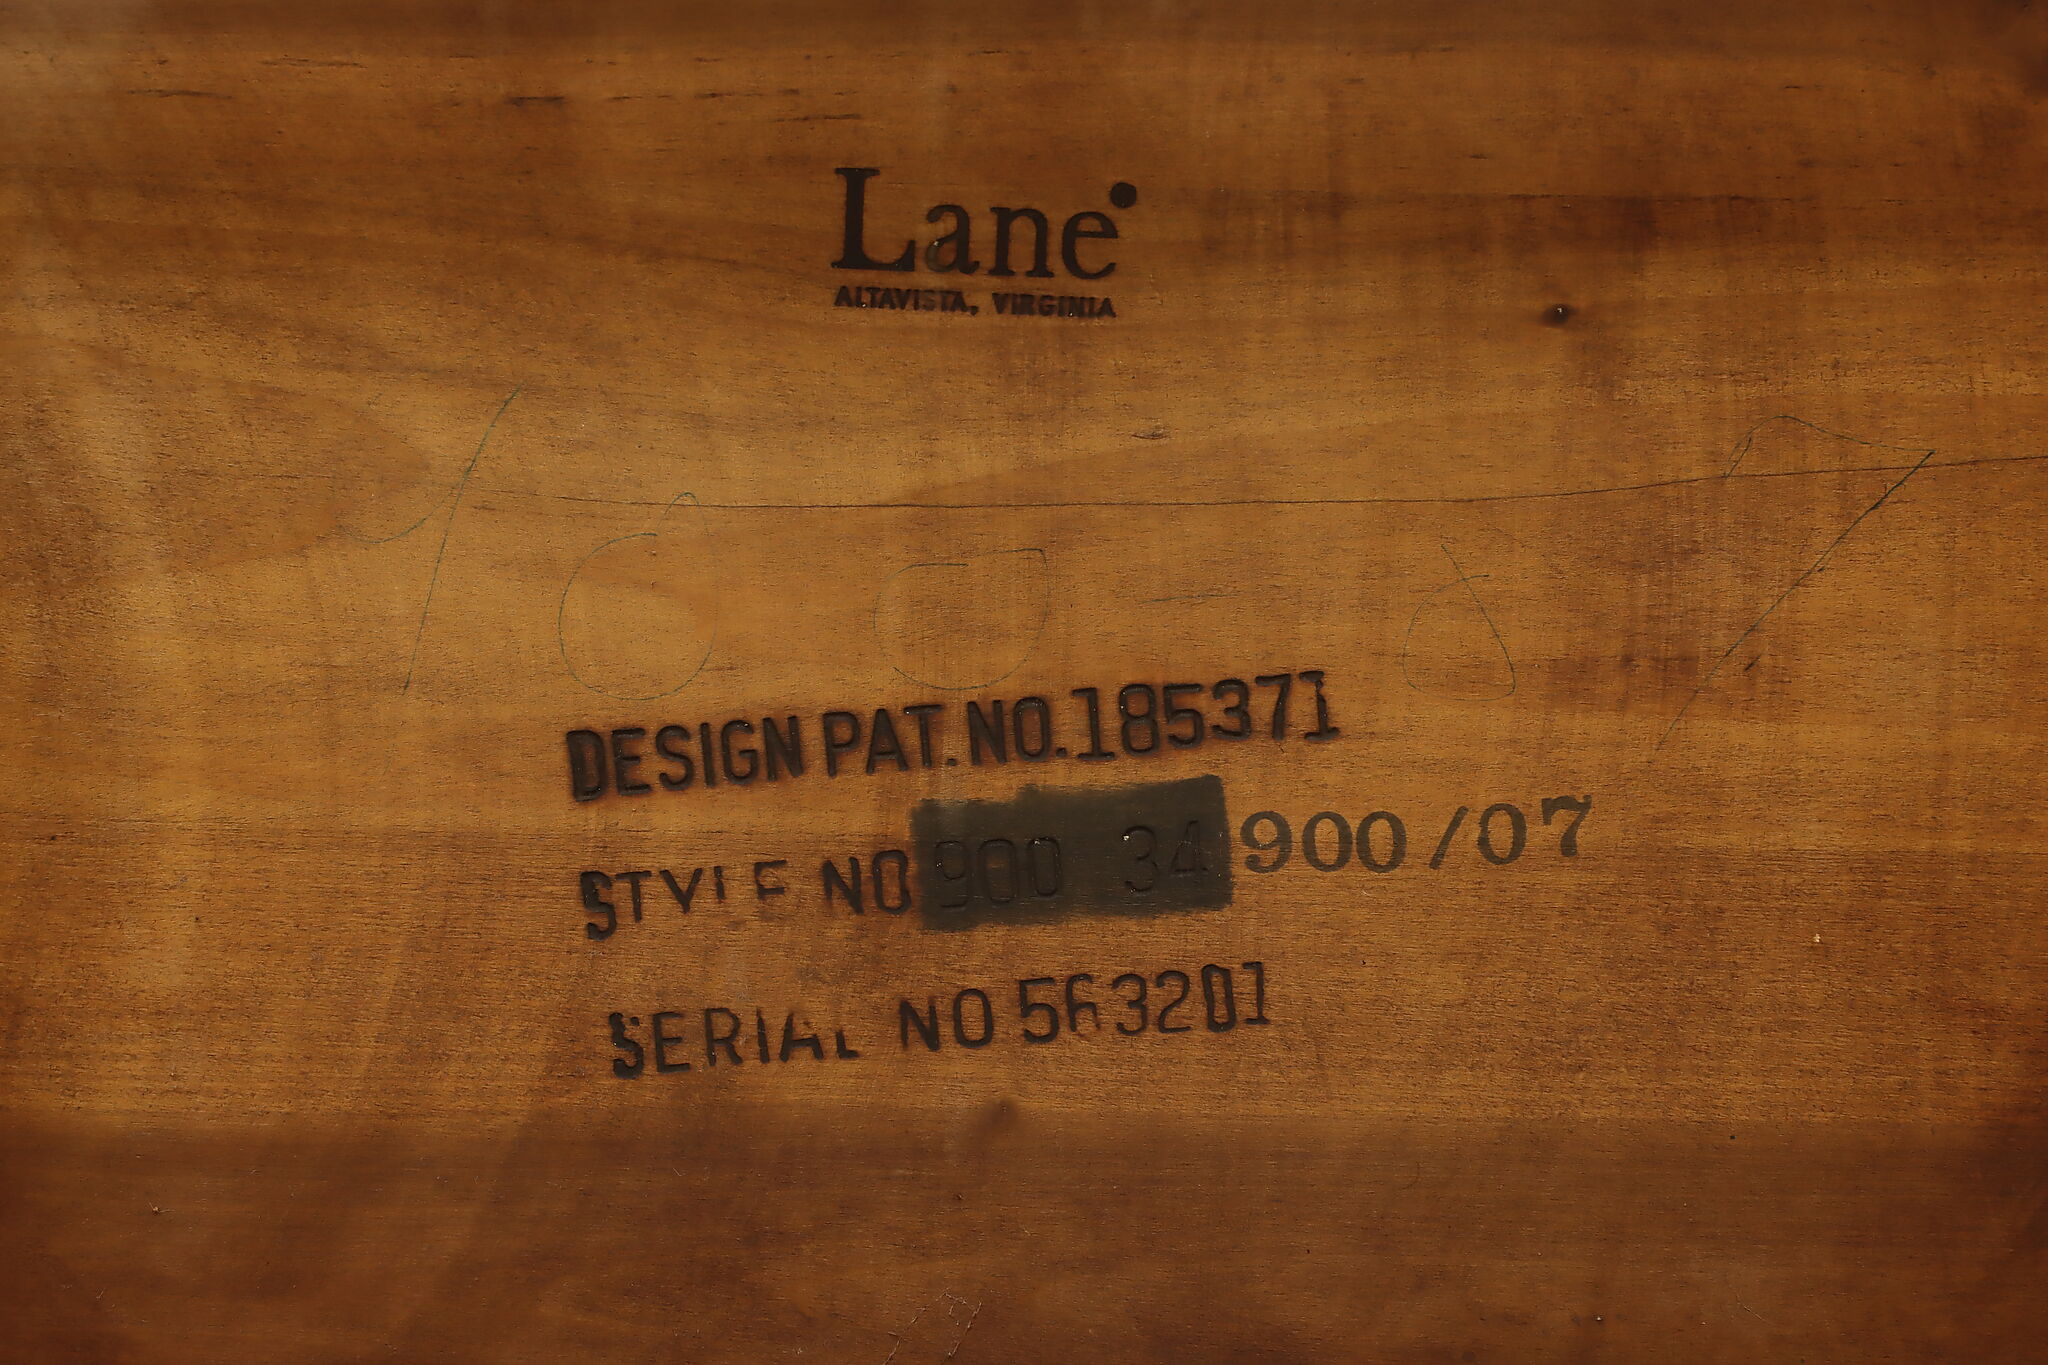 Lane
ALTAVISTA, VIRGINIA
DESIGN PAT. NO. 185371
STYLE NO 900 34 900/07
SERIAL NO 563201